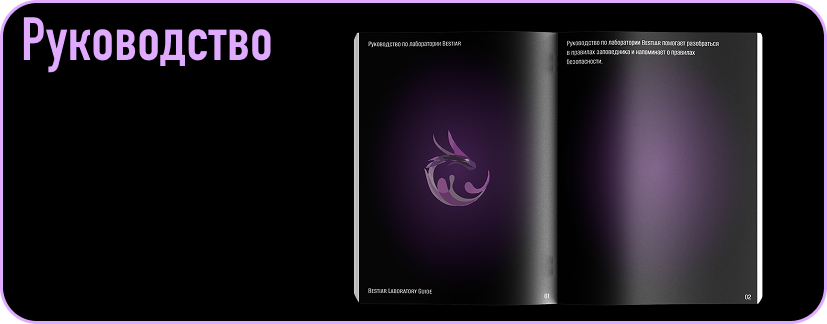 Руководство
Руководство по лаборатории Bestiar
Bestiar Laboratory Guide
01
Руководство по лаборатории Bestiar помогает разобраться
в правилах заповедника и напоминает о правилах
безопасности.
02